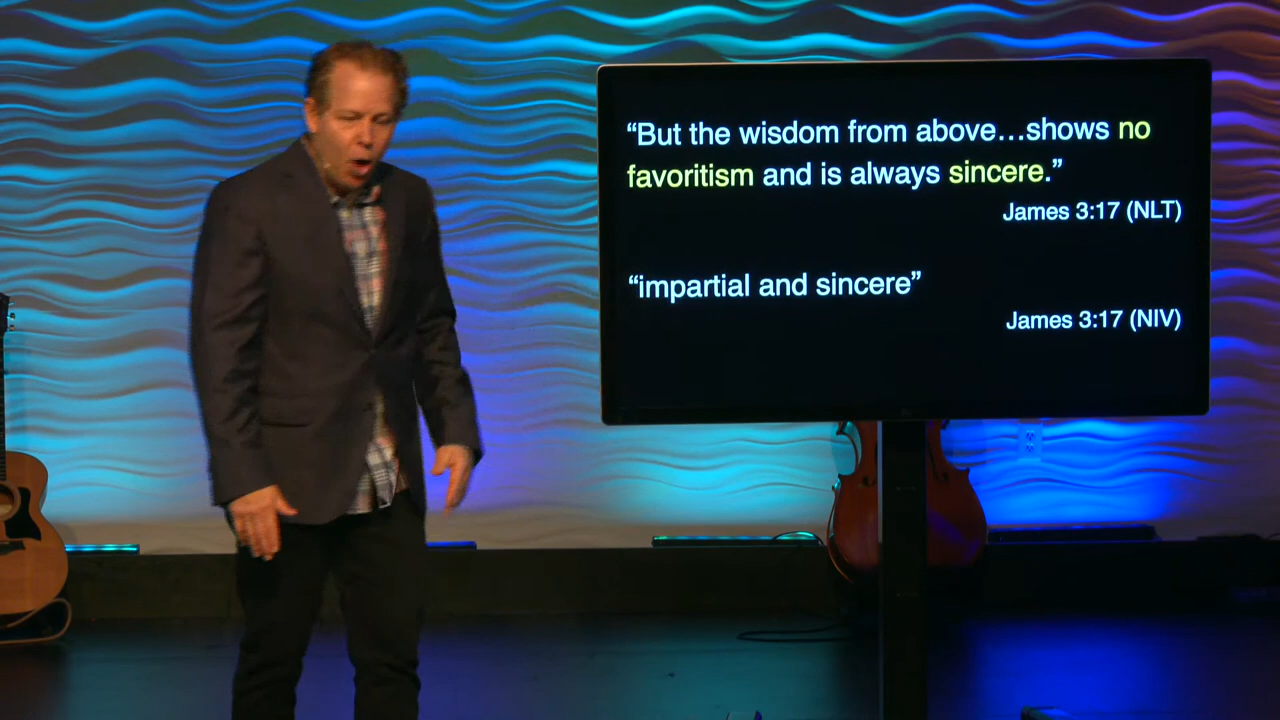 “But the wisdom from above…shows no
favoritism and is always sincere.”
James 3:17 (NLT)
“impartial and sincere”
James 3:17 (NIV)